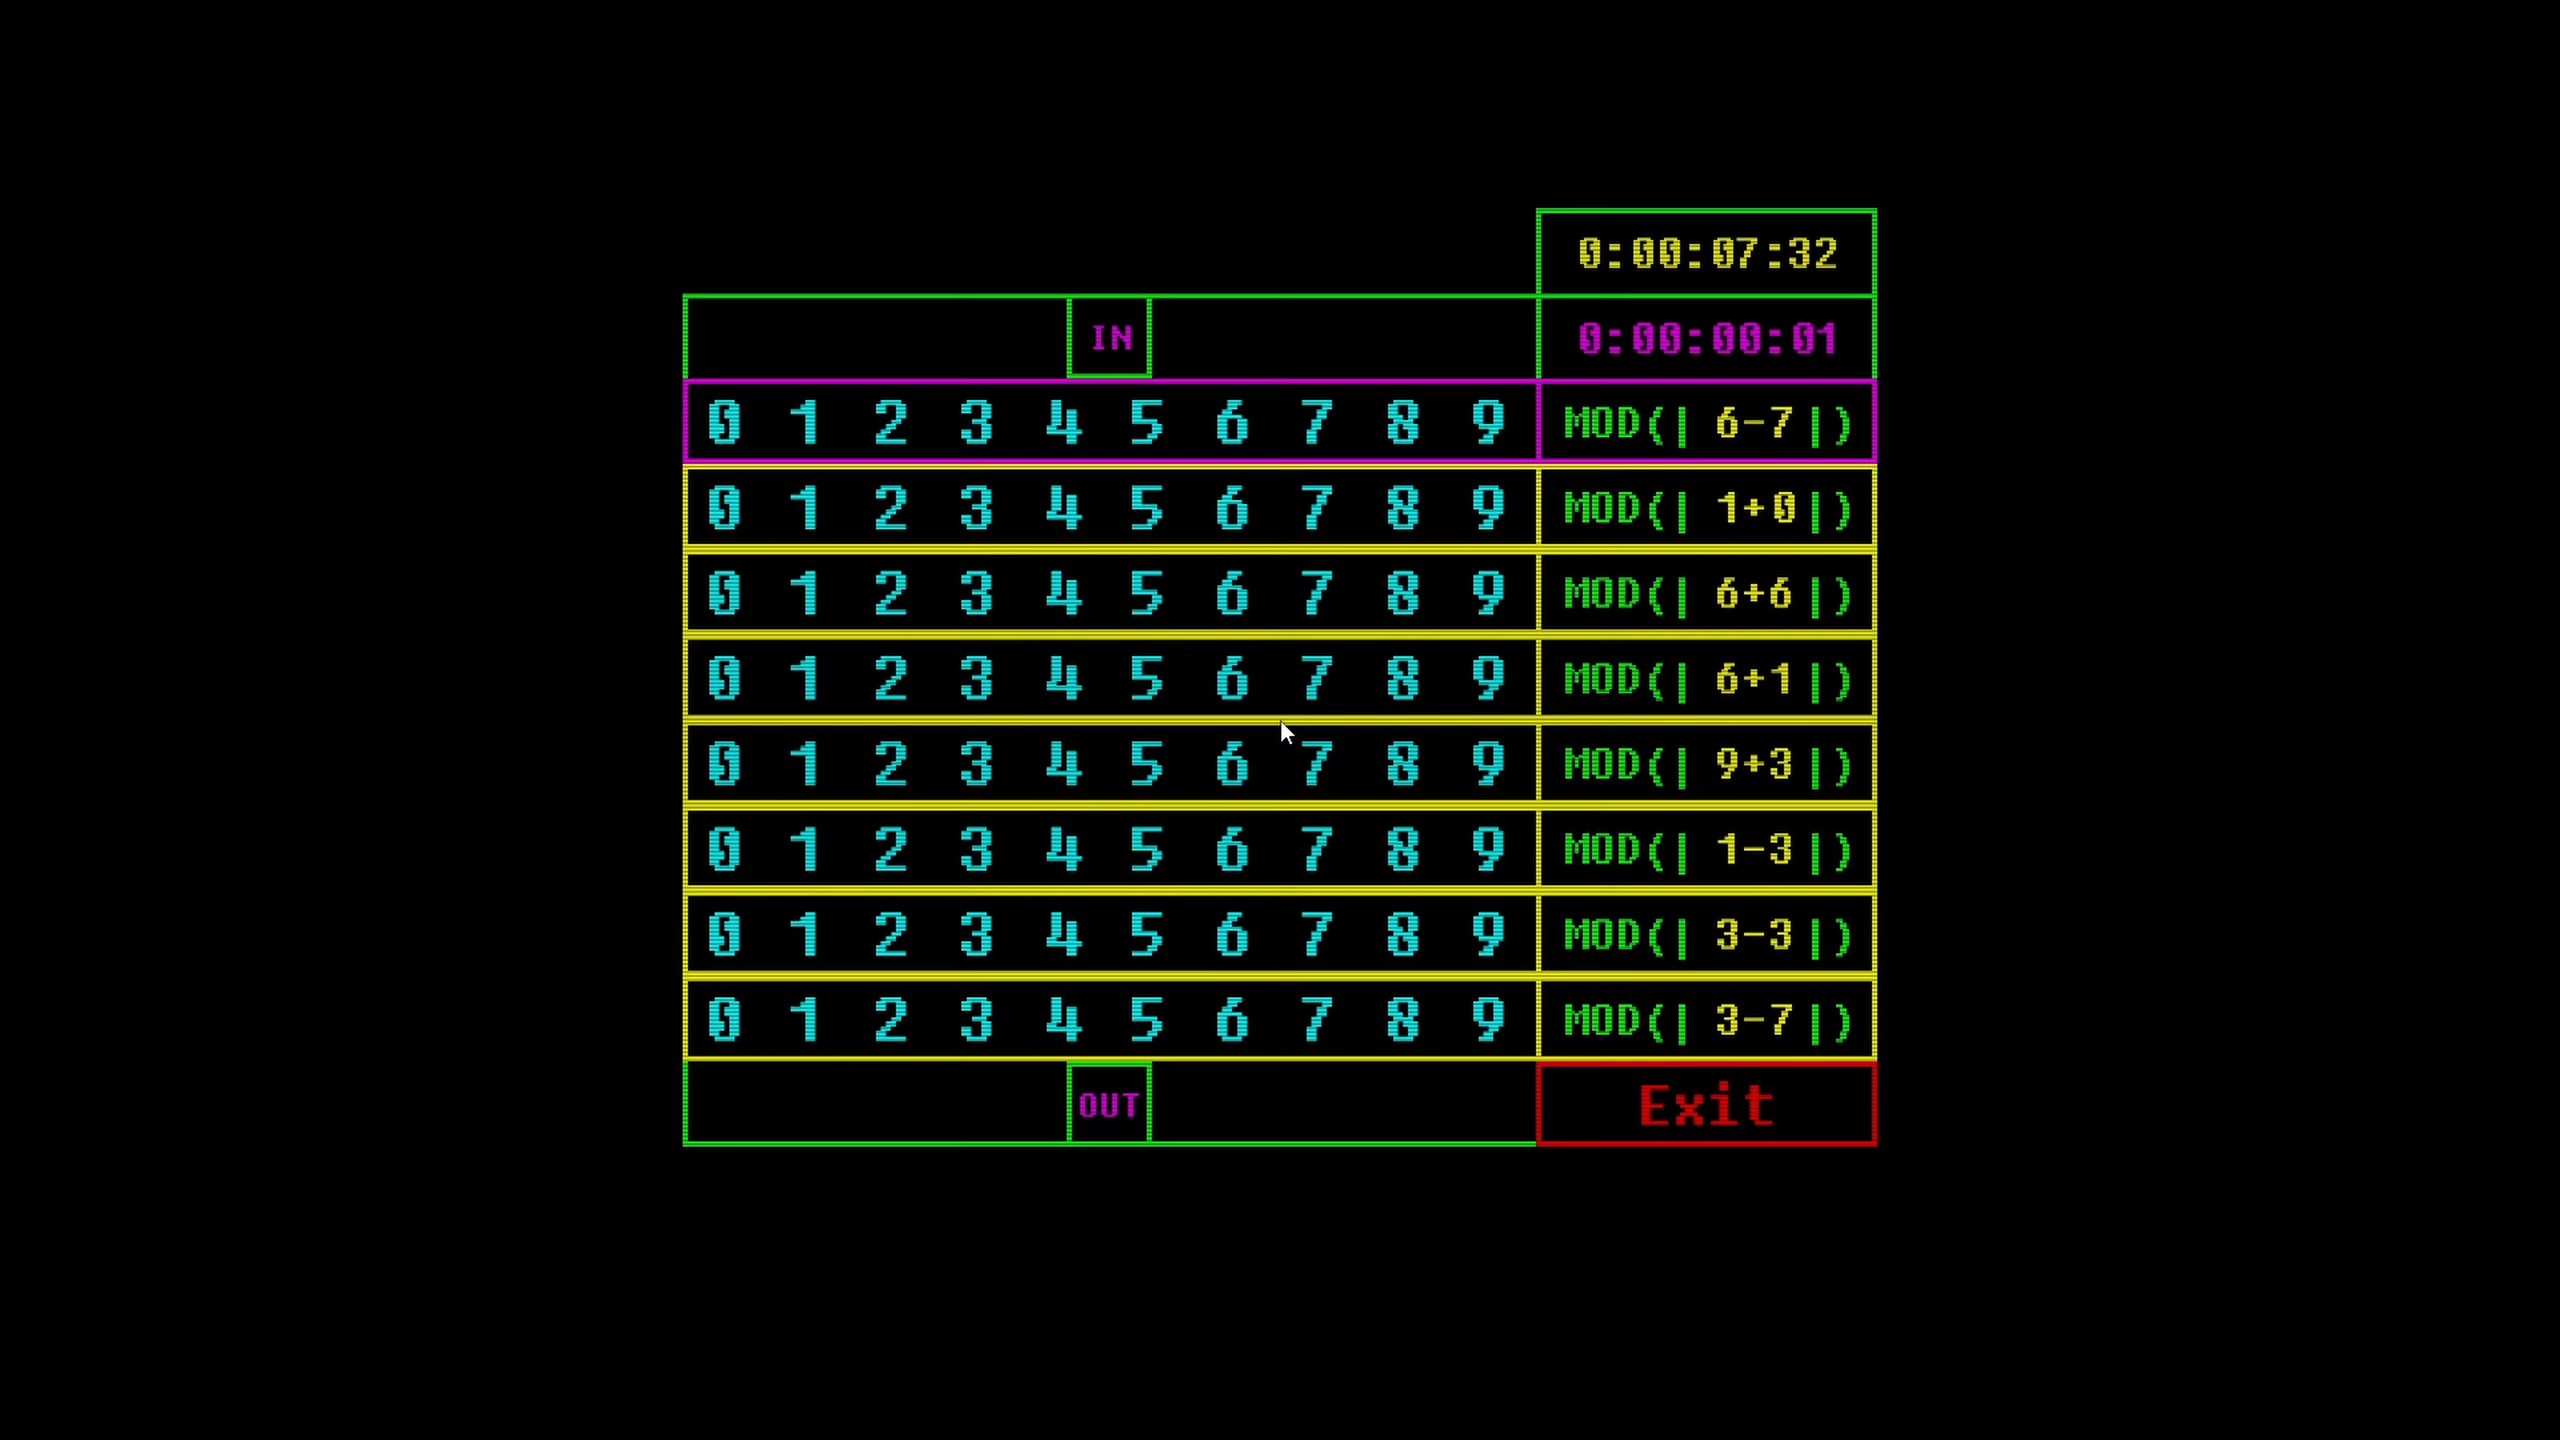 0:00:07:32
IN 0:00:00:01
0 1 2 3 4 5 6 7 8 9 MOD(| 6-7 |)
0 1 2 3 4 5 6 7 8 9 MOD(| 1+0 |)
0 1 2 3 4 5 6 7 8 9 MOD(| 6+6 |)
0 1 2 3 4 5 6 7 8 9 MOD(| 6+1 |)
0 1 2 3 4 5 6 7 8 9 MOD(| 9+3 |)
0 1 2 3 4 5 6 7 8 9 MOD(| 1-3 |)
0 1 2 3 4 5 6 7 8 9 MOD(| 3-3 |)
0 1 2 3 4 5 6 7 8 9 MOD(| 3-7 |)
OUT Exit